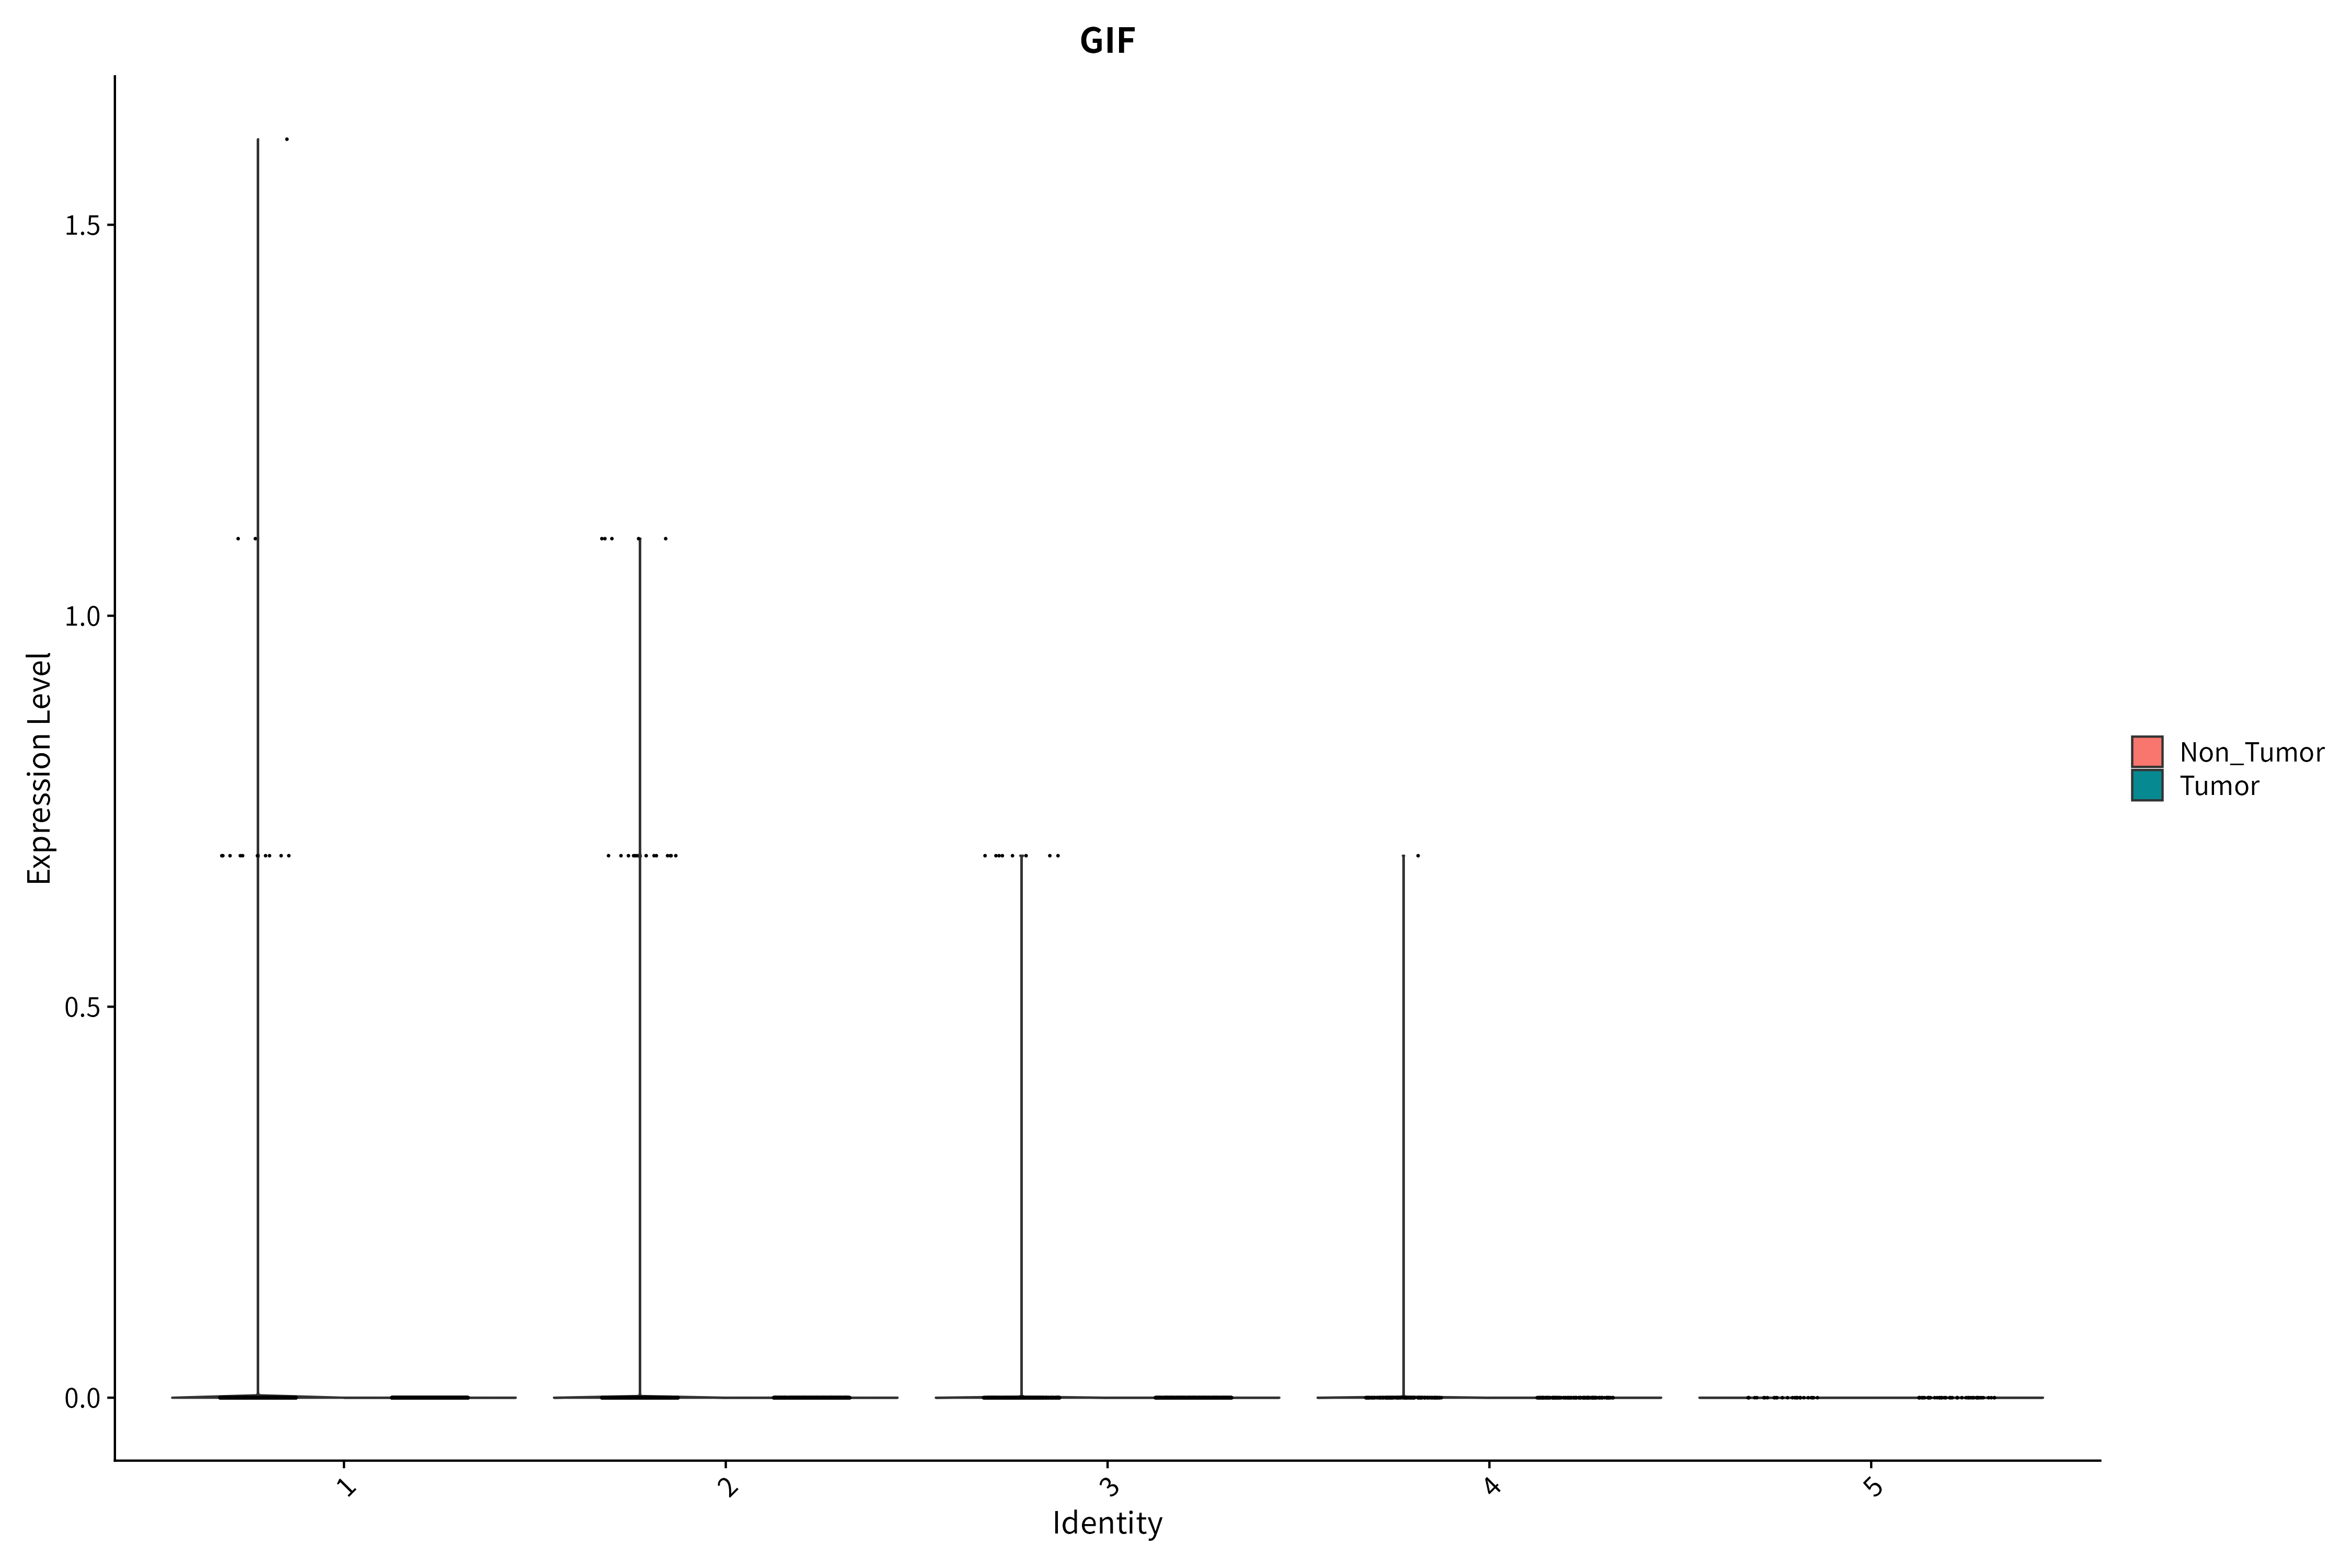 GIF
1.5
1.0
0.5
0.0
Expression Level
1
2
3
4
5
Identity
Non_Tumor
Tumor